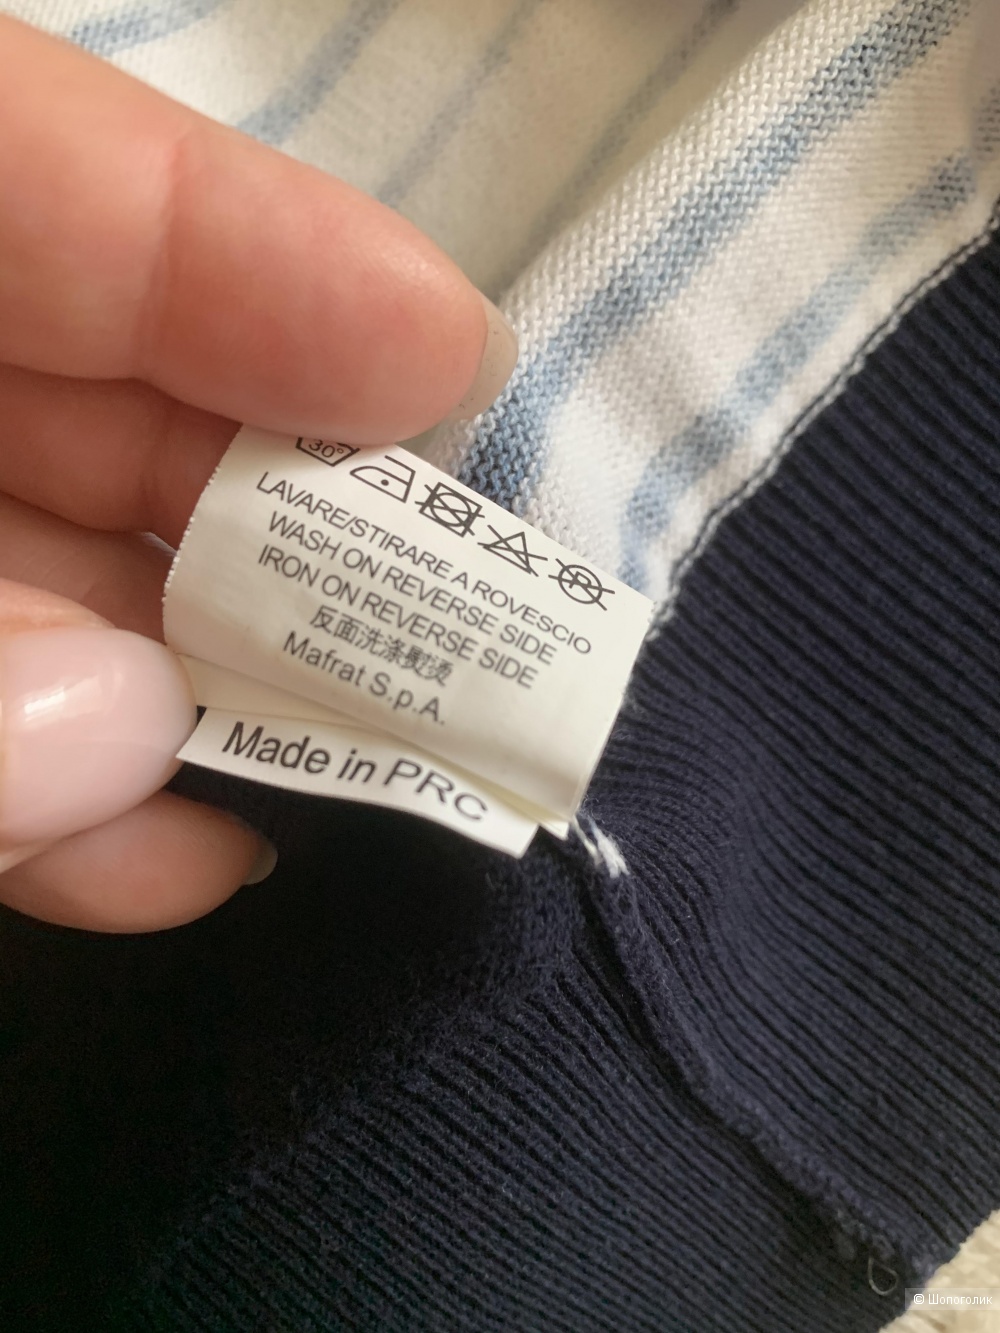 30°
P
LAVARE/STIRARE A ROVESCIO
WASH ON REVERSE SIDE
IRON ON REVERSE SIDE
反面洗涤熨烫
Mafrat S.p.A.
Made in PRC
© Шопоголик